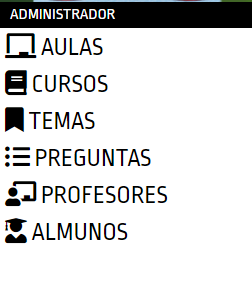 ADMINISTRADOR
AULAS
CURSOS
TEMAS
PREGUNTAS
PROFESORES
ALMUNOS